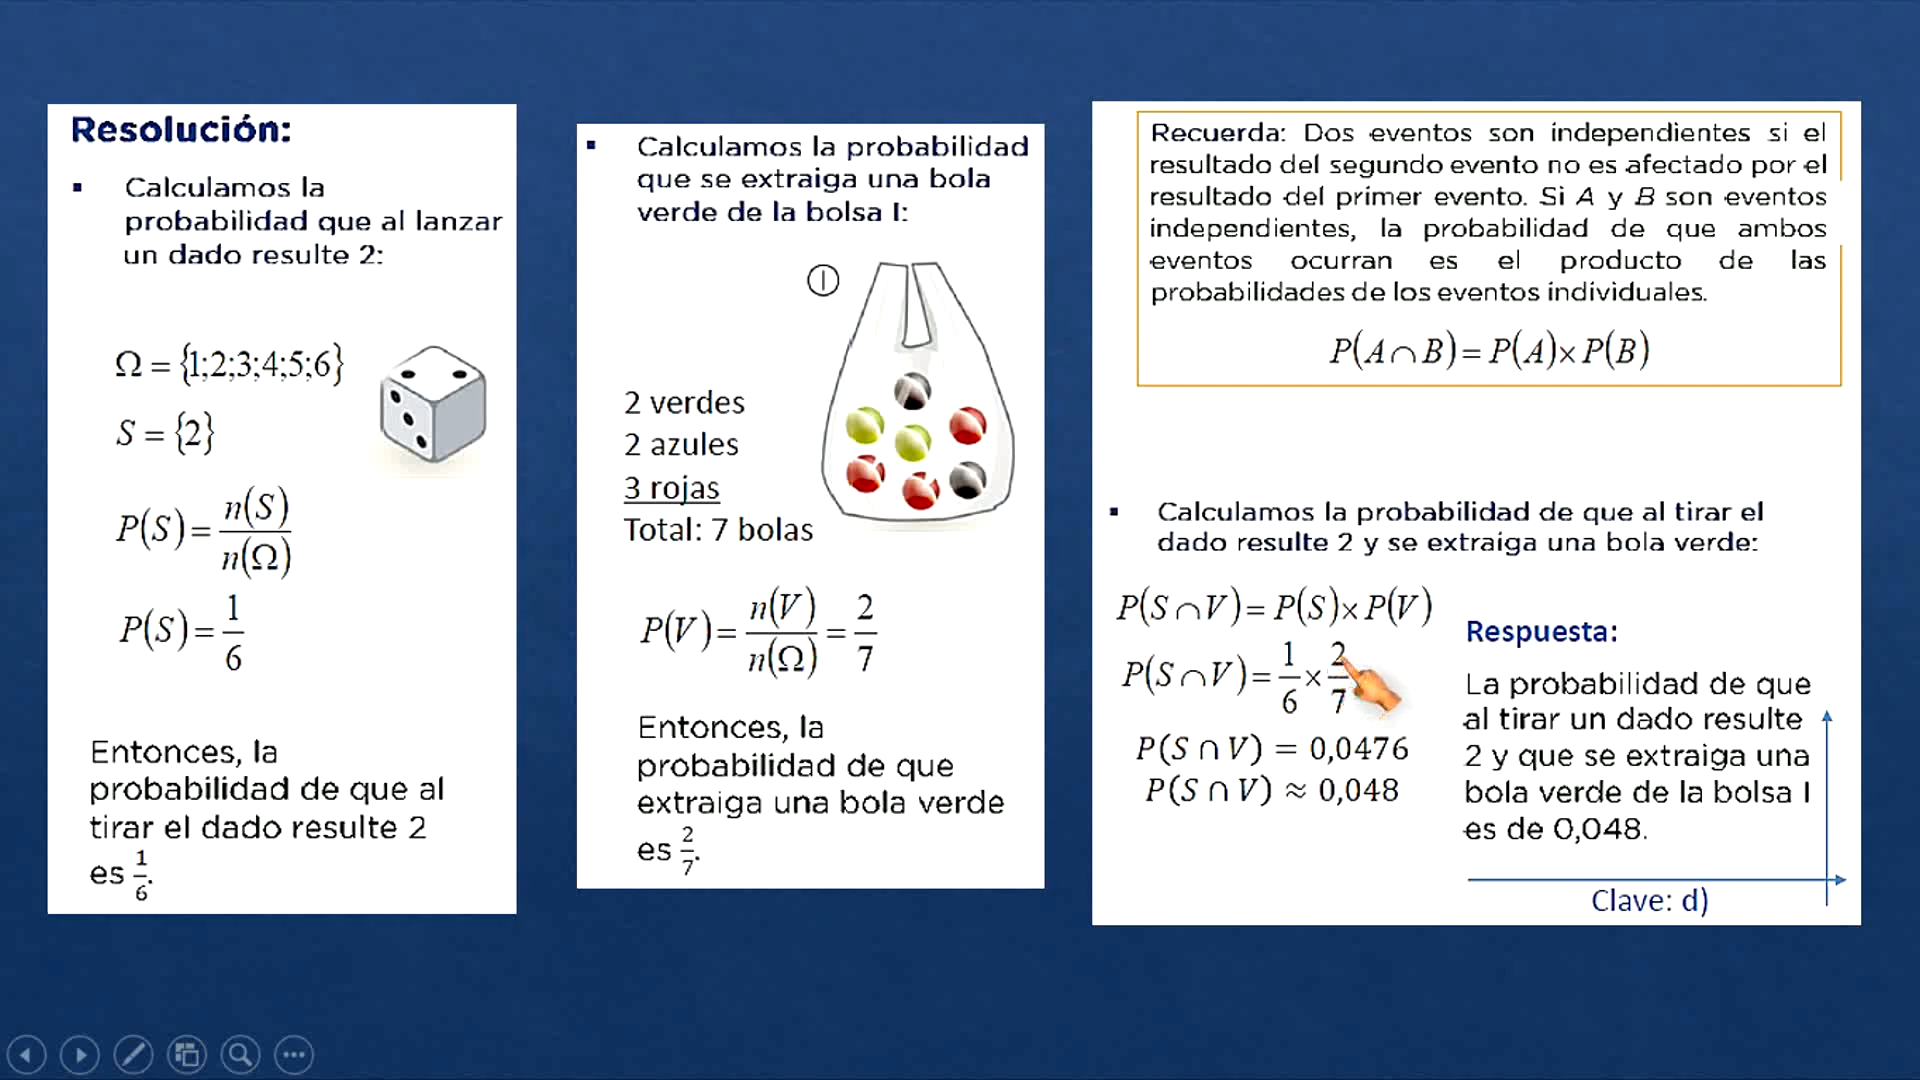 Resolución:
▪ Calculamos la
probabilidad que al lanzar
un dado resulte 2:
Ω = {1;2;3;4;5;6}
S = {2}
P(S) = n(S)/n(Ω)
P(S) = 1/6
Entonces, la
probabilidad de que al
tirar el dado resulte 2
es 1/6.
▪ Calculamos la probabilidad
que se extraiga una bola
verde de la bolsa I:
I
2 verdes
2 azules
3 rojas
Total: 7 bolas
P(V) = n(V)/n(Ω) = 2/7
Entonces, la
probabilidad de que
extraiga una bola verde
es 2/7.
Recuerda: Dos eventos son independientes si el
resultado del segundo evento no es afectado por el
resultado del primer evento. Si A y B son eventos
independientes, la probabilidad de que ambos
eventos ocurran es el producto de las
probabilidades de los eventos individuales.
P(A∩B) = P(A)×P(B)
▪ Calculamos la probabilidad de que al tirar el
dado resulte 2 y se extraiga una bola verde:
P(S∩V) = P(S)×P(V)
P(S∩V) = 1/6 × 2/7
P(S ∩ V) = 0,0476
P(S ∩ V) ≈ 0,048
Respuesta:
La probabilidad de que
al tirar un dado resulte
2 y que se extraiga una
bola verde de la bolsa I
es de 0,048.
Clave: d)